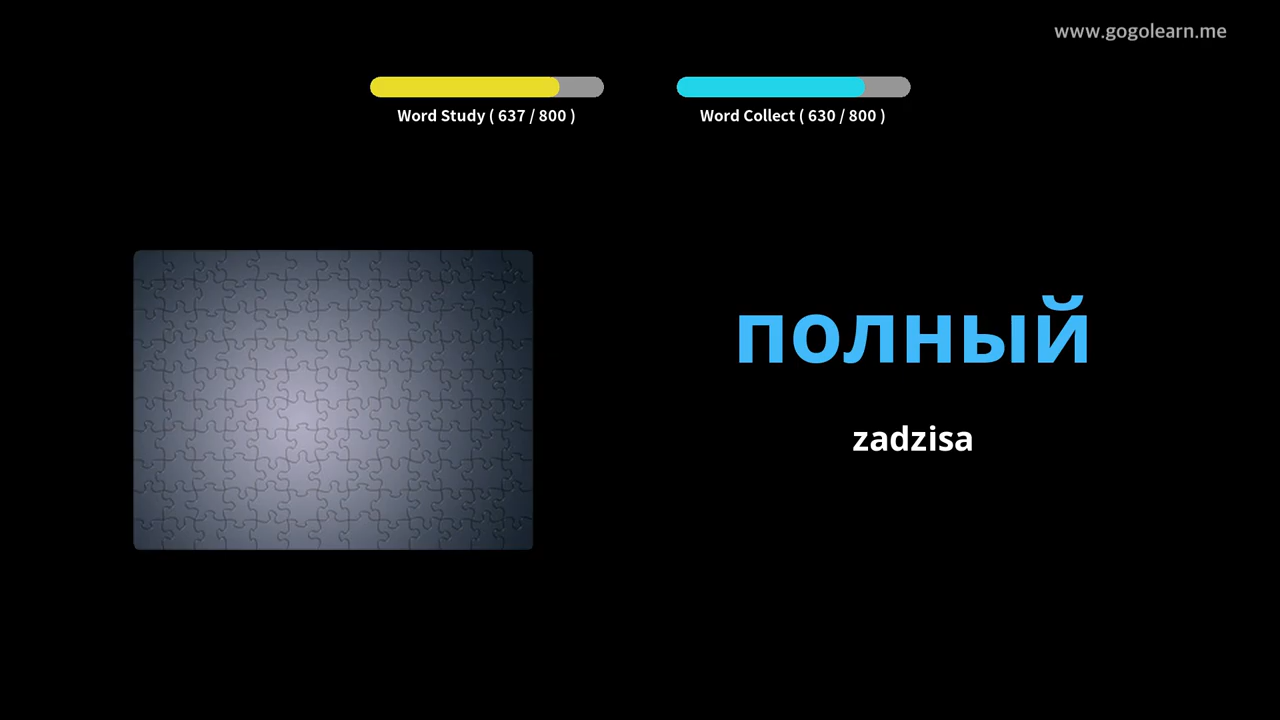 www.gogolearn.me
Word Study ( 637 / 800 )
Word Collect ( 630 / 800 )
полный
zadzisa